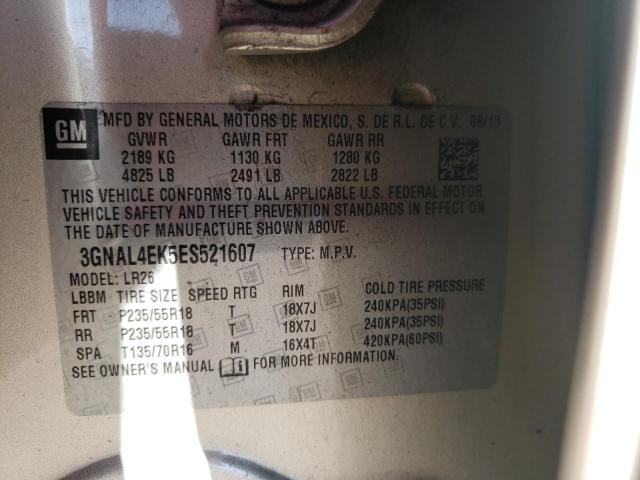 GM MFD BY GENERAL MOTORS DE MEXICO, S. DE R.L. DE C.V. 08/13
GVWR GAWR FRT GAWR RR
2189 KG 1130 KG 1280 KG
4825 LB 2491 LB 2822 LB
THIS VEHICLE CONFORMS TO ALL APPLICABLE U.S. FEDERAL MOTOR
VEHICLE SAFETY AND THEFT PREVENTION STANDARDS IN EFFECT ON
THE DATE OF MANUFACTURE SHOWN ABOVE.
3GNAL4EK5ES521607 TYPE: M.P.V.
MODEL: LR26
LBBM TIRE SIZE SPEED RTG RIM COLD TIRE PRESSURE
FRT P235/55R18 T 18X7J 240KPA(35PSI)
RR P235/55R18 T 18X7J 240KPA(35PSI)
SPA T135/70R16 M 16X4T 420KPA(60PSI)
SEE OWNER'S MANUAL FOR MORE INFORMATION.